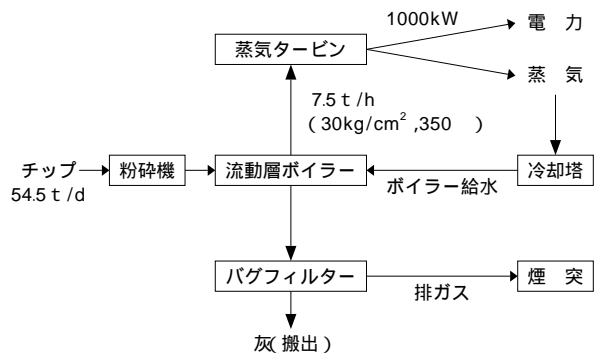 1000kW
電 力
蒸気タービン
蒸 気
7.5 t /h
(30kg/cm2 ,350 )
チップ
54.5 t /d
粉砕機
流動層ボイラー
ボイラー給水
冷却塔
バグフィルター
排ガス
煙 突
灰(搬出)